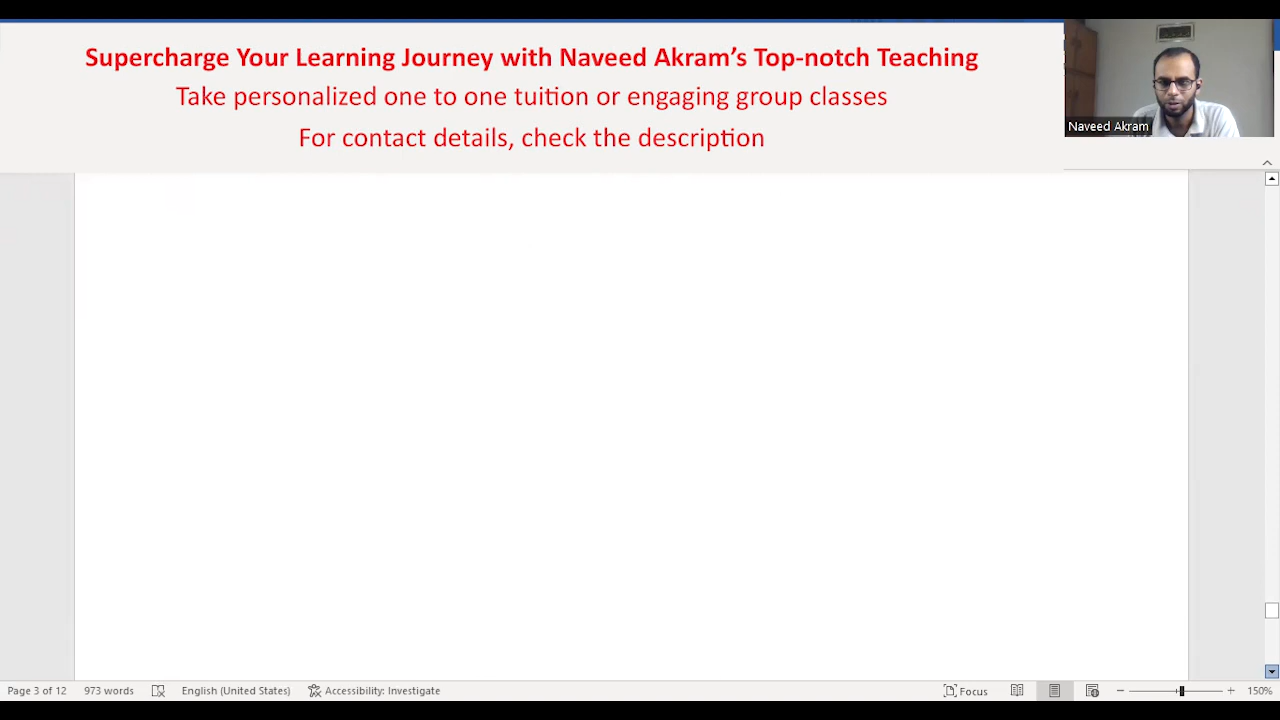 Supercharge Your Learning Journey with Naveed Akram’s Top-notch Teaching
Take personalized one to one tuition or engaging group classes
For contact details, check the description
Naveed Akram
Page 3 of 12
973 words
English (United States)
Accessibility: Investigate
Focus
150%